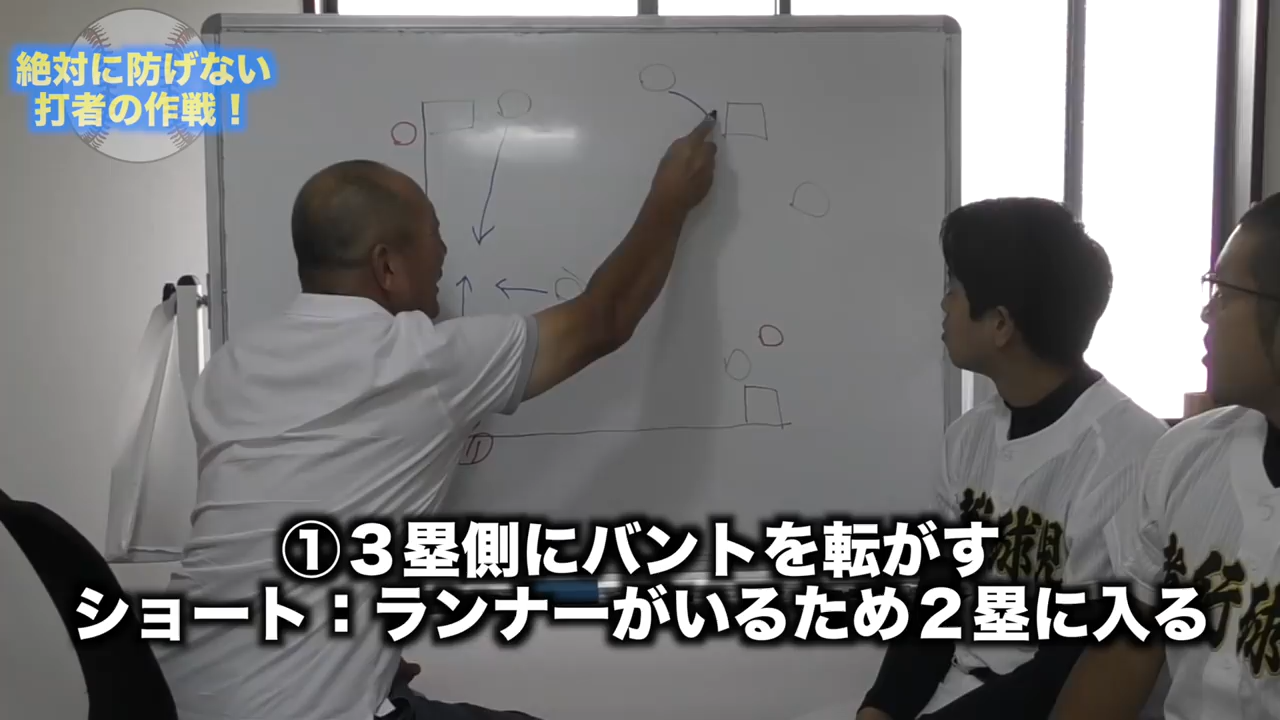 絶対に防げない
打者の作戦！
①３塁側にバントを転がす
ショート：ランナーがいるため２塁に入る